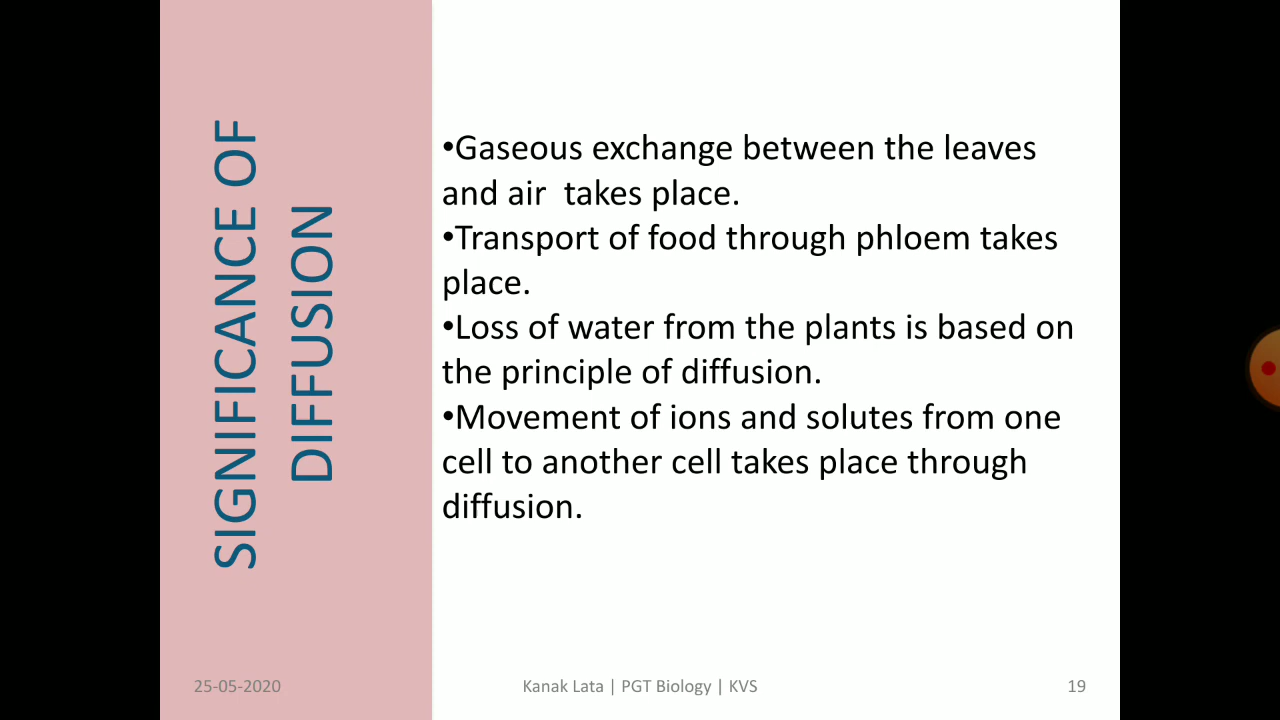 SIGNIFICANCE OF
DIFFUSION
•Gaseous exchange between the leaves
and air  takes place.
•Transport of food through phloem takes
place.
•Loss of water from the plants is based on
the principle of diffusion.
•Movement of ions and solutes from one
cell to another cell takes place through
diffusion.
25-05-2020
Kanak Lata | PGT Biology | KVS
19